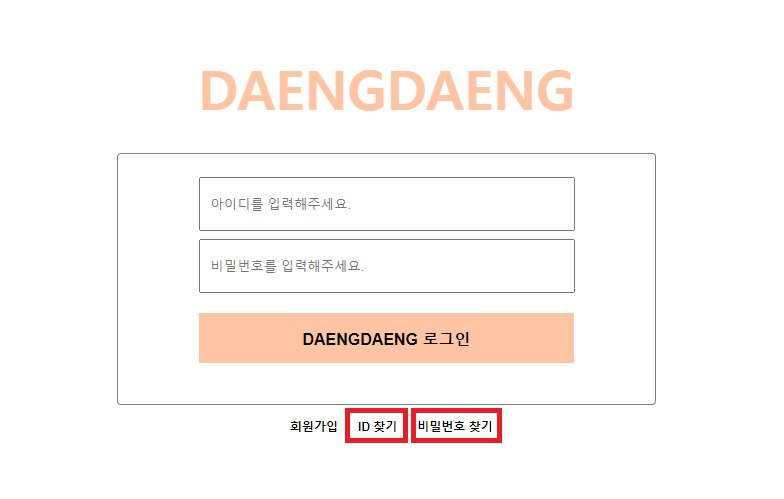 DAENGDAENG
아이디를 입력해주세요.
비밀번호를 입력해주세요.
DAENGDAENG 로그인
회원가입 ID 찾기 비밀번호 찾기